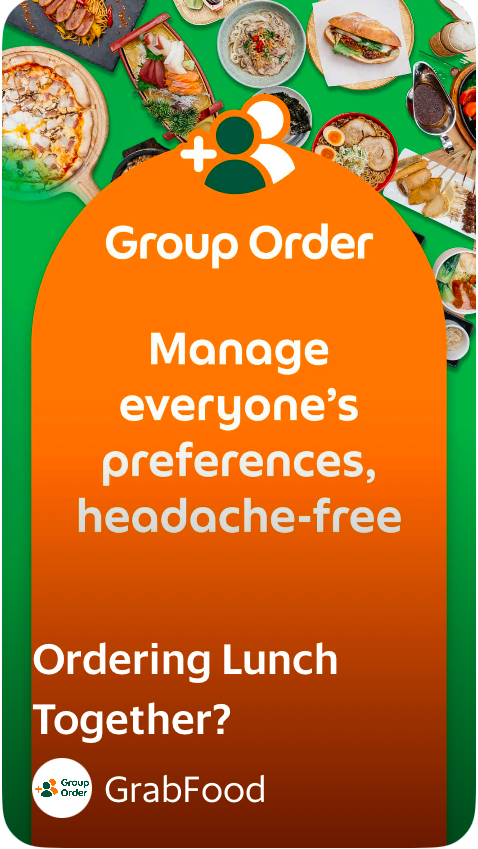 Group Order
Manage
everyone’s
preferences,
headache-free
Ordering Lunch
Together?
Group
Order
GrabFood